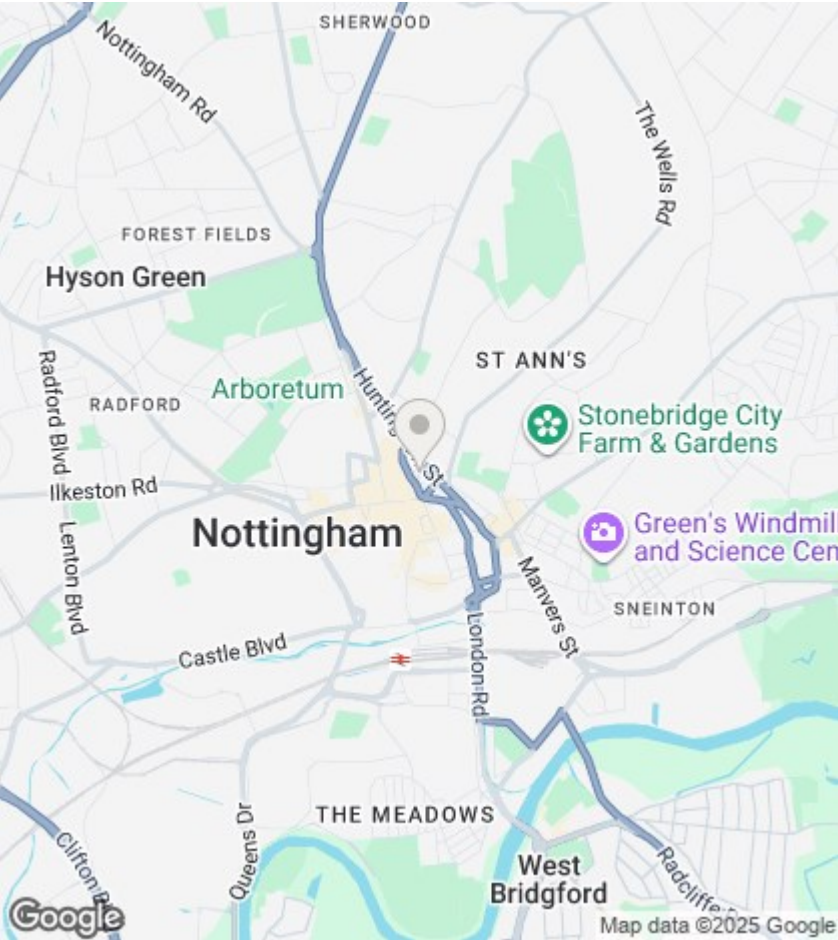 SHERWOOD
Nottingham Rd
The Wells Rd
FOREST FIELDS
Hyson Green
ST ANN'S
Arboretum
RADFORD
Radford Blvd
Stonebridge City
Farm & Gardens
Ilkeston Rd
Nottingham
Green's Windmil
and Science Cen
Lenton Blvd
Manvers St
SNEINTON
Castle Blvd
London Rd
THE MEADOWS
Queens Dr
West
Bridgford
Google
Map data ©2025 Google